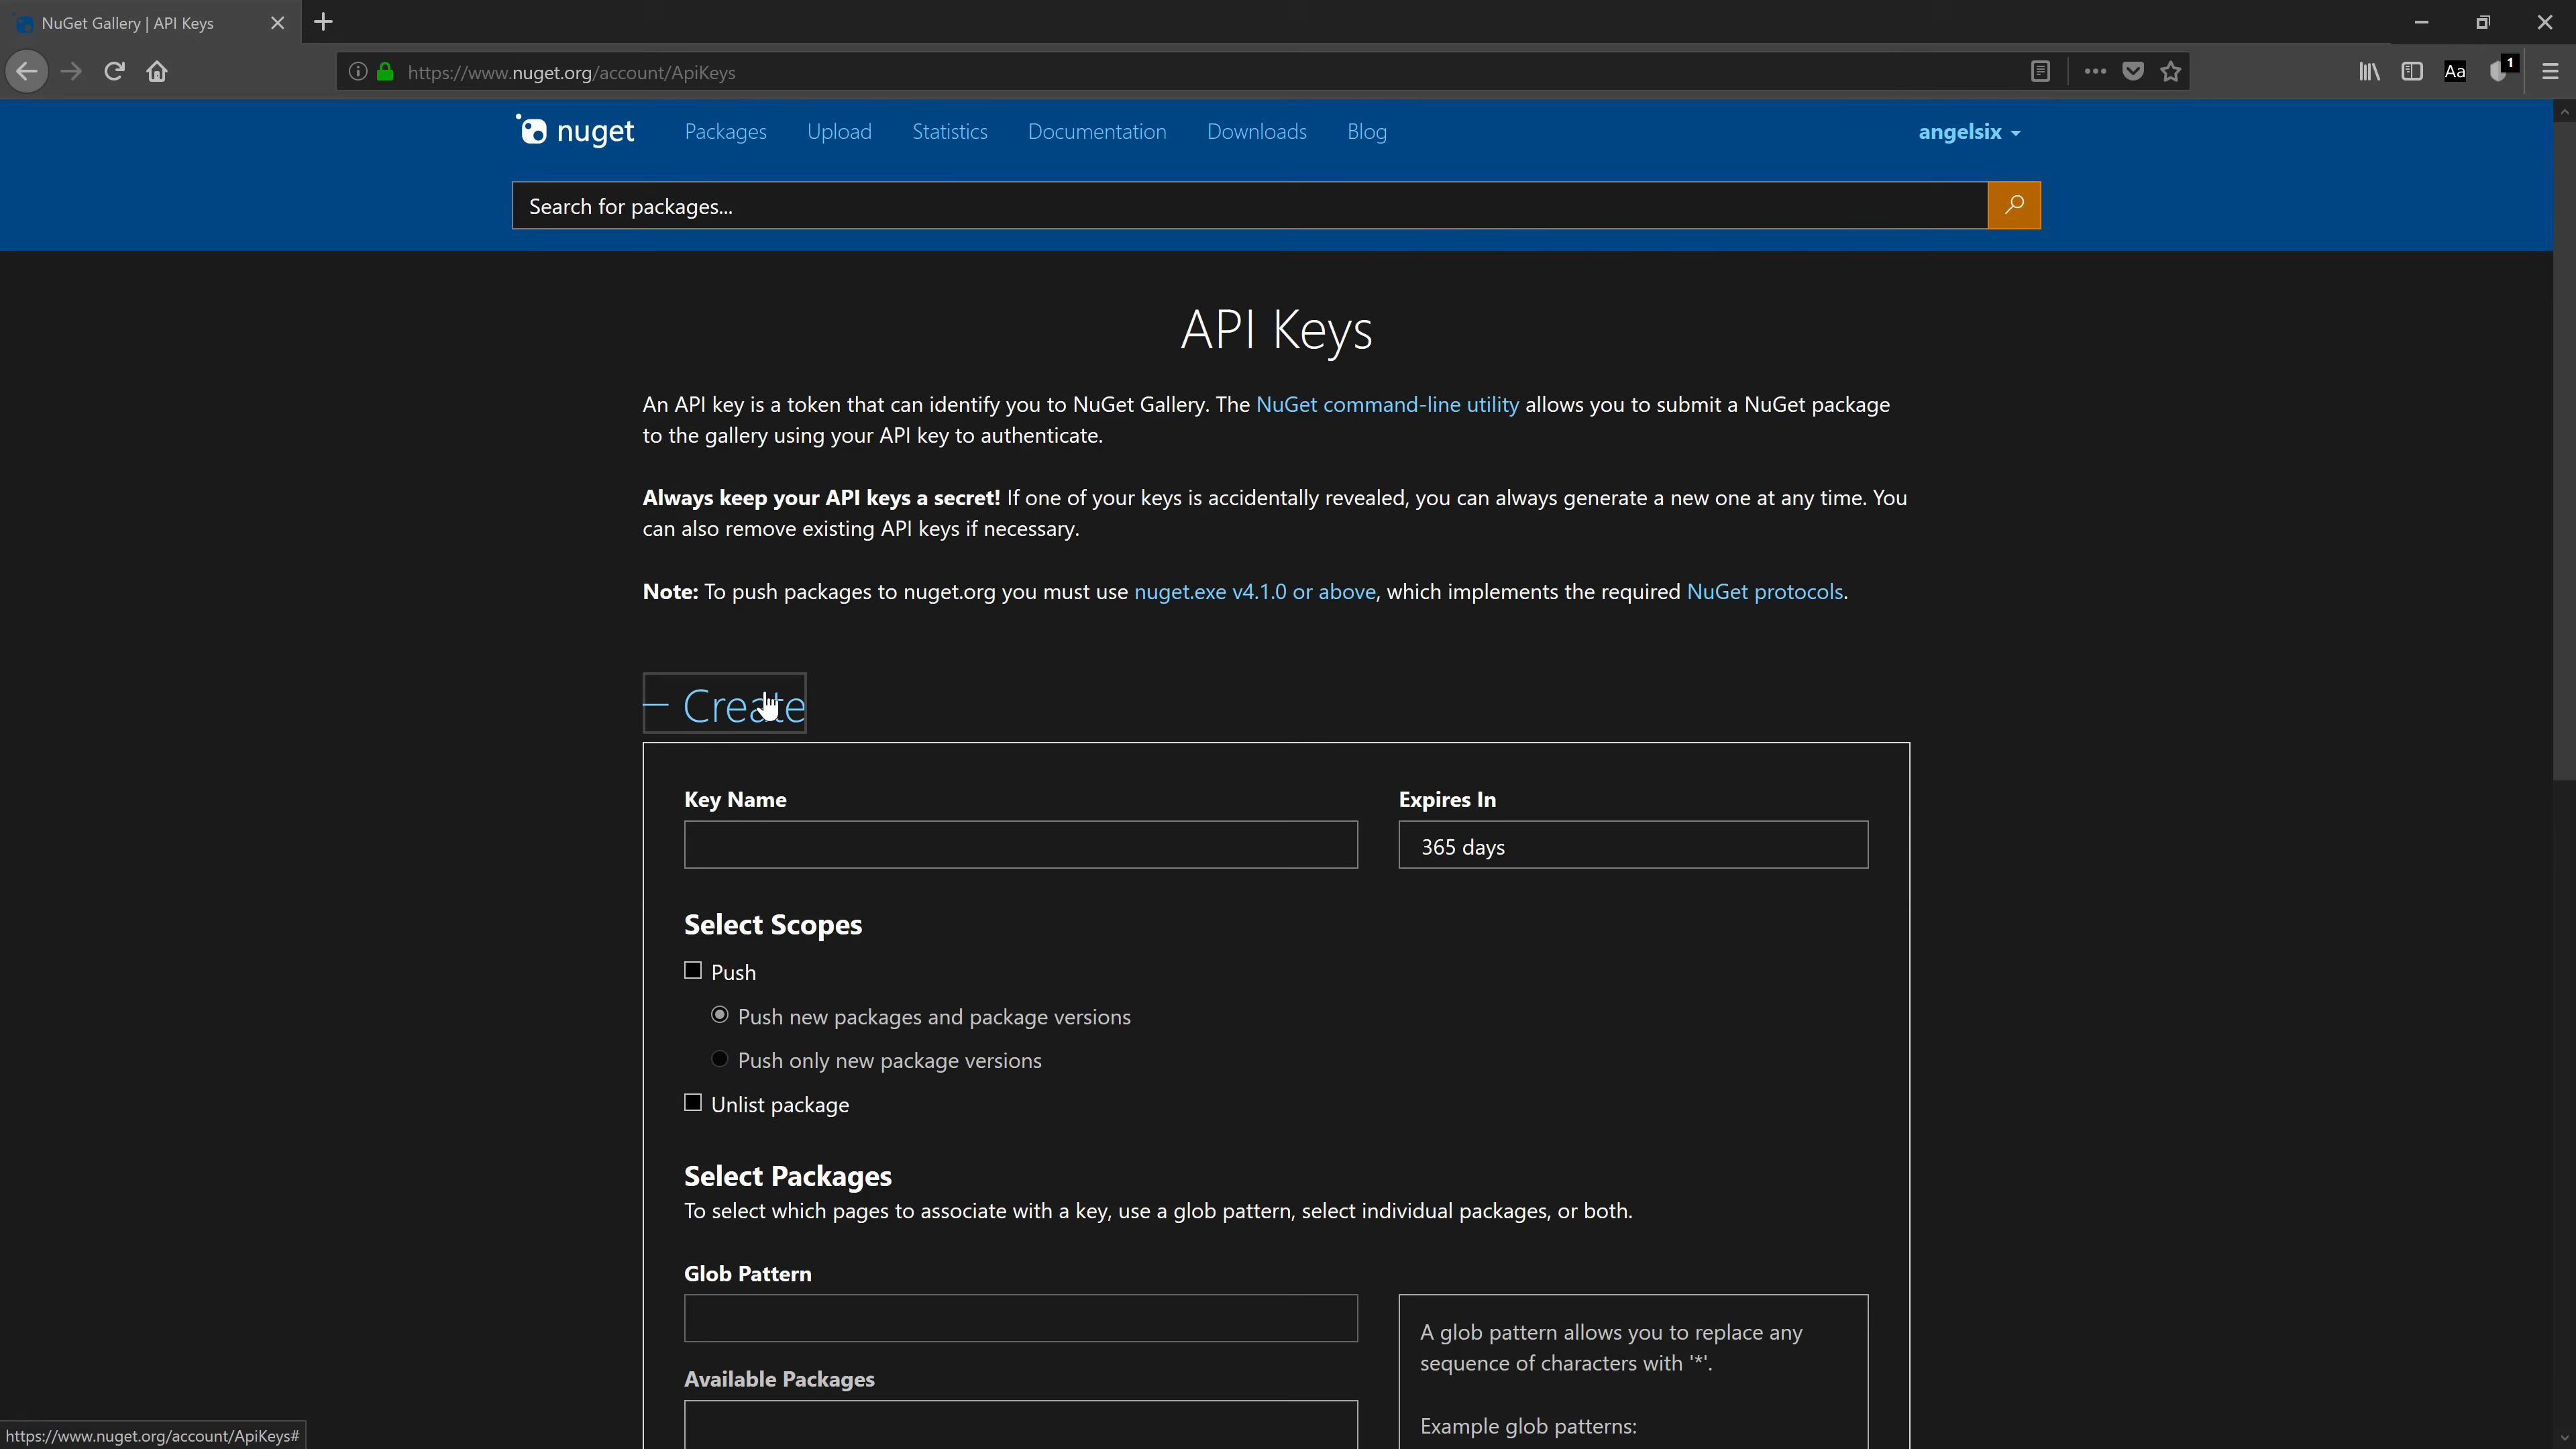 NuGet Gallery | API Keys
https://www.nuget.org/account/ApiKeys
Aa
1
nuget
Packages
Upload
Statistics
Documentation
Downloads
Blog
angelsix
Search for packages...
API Keys
An API key is a token that can identify you to NuGet Gallery. The NuGet command-line utility allows you to submit a NuGet package
to the gallery using your API key to authenticate.
Always keep your API keys a secret! If one of your keys is accidentally revealed, you can always generate a new one at any time. You
can also remove existing API keys if necessary.
Note: To push packages to nuget.org you must use nuget.exe v4.1.0 or above, which implements the required NuGet protocols.
Create
Key Name
Expires In
365 days
Select Scopes
Push
Push new packages and package versions
Push only new package versions
Unlist package
Select Packages
To select which pages to associate with a key, use a glob pattern, select individual packages, or both.
Glob Pattern
A glob pattern allows you to replace any
sequence of characters with '*'.
Available Packages
Example glob patterns:
https://www.nuget.org/account/ApiKeys#